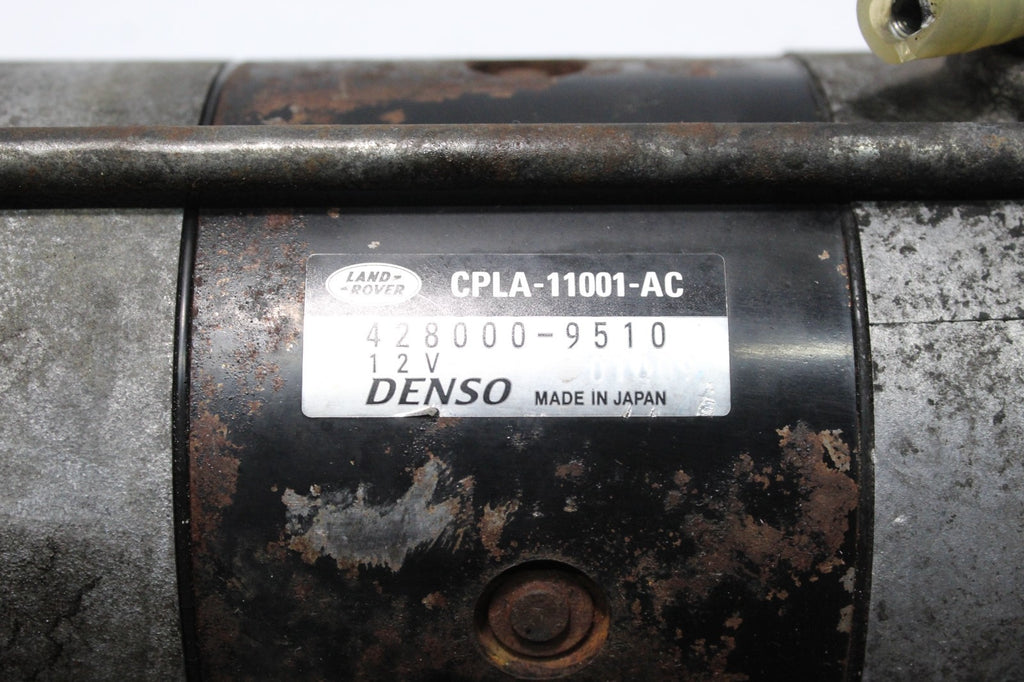 LAND-
-ROVER
CPLA-11001-AC
428000-9510
12V
DENSO
MADE IN JAPAN